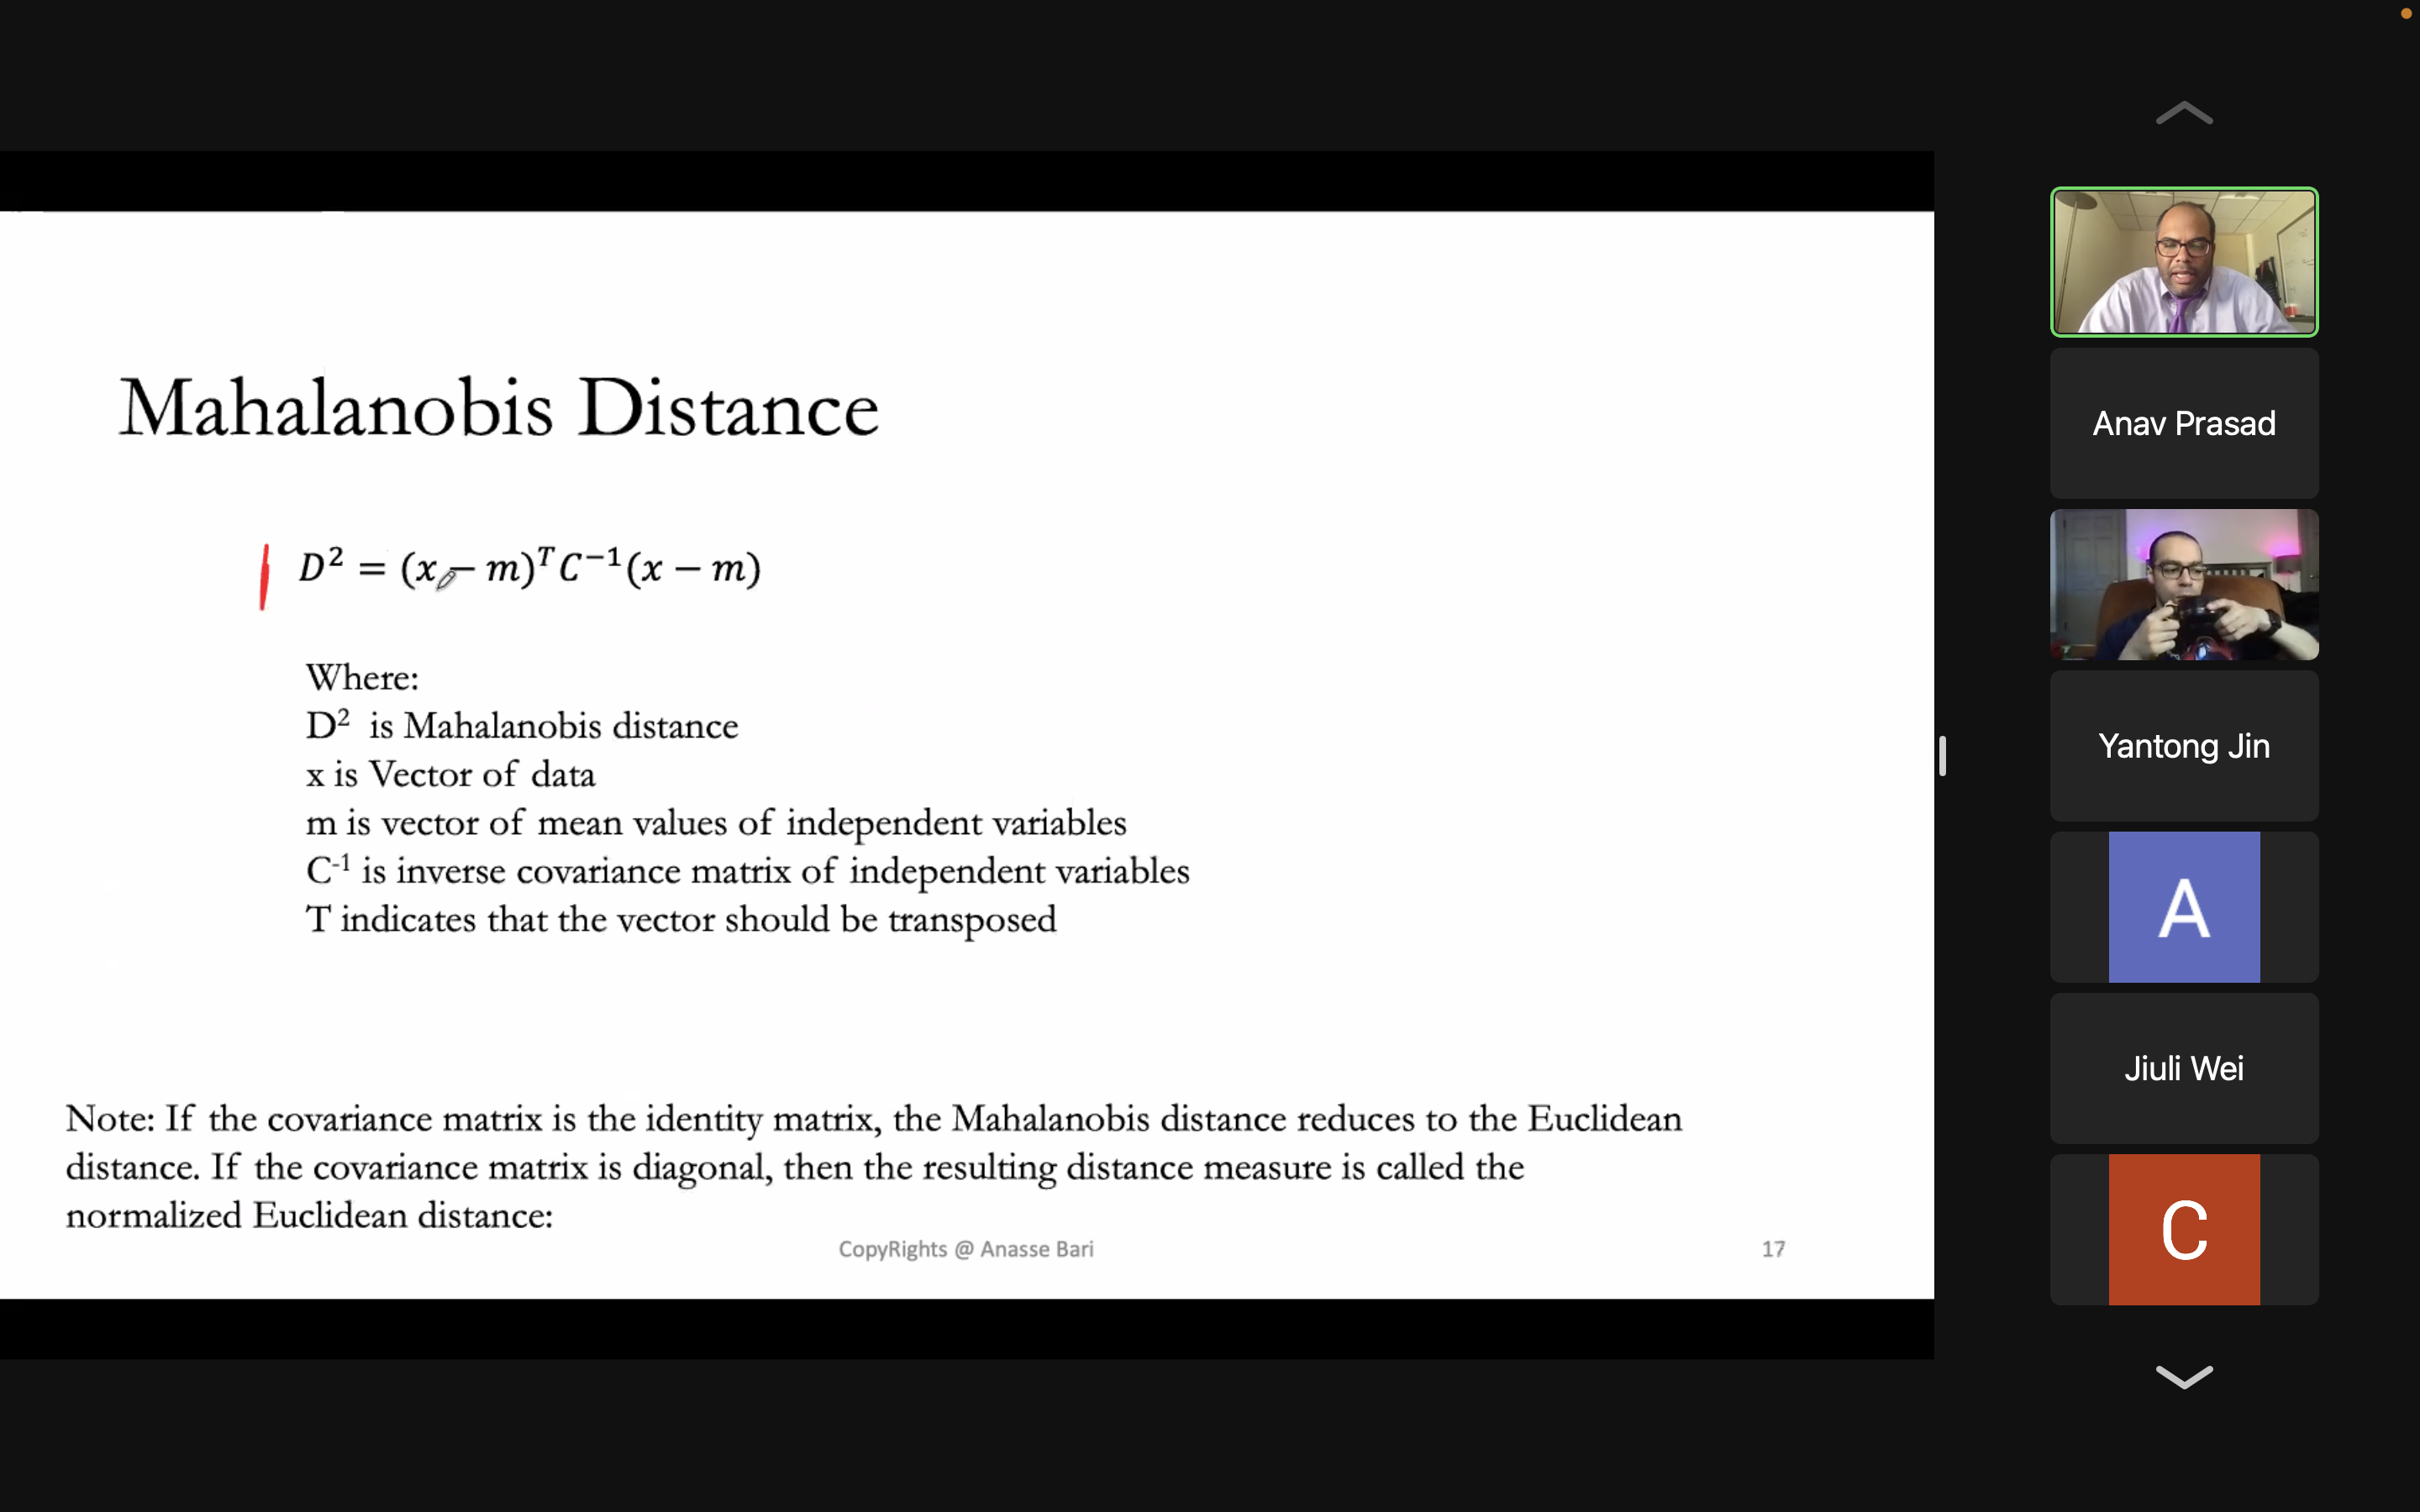 Mahalanobis Distance
D² = (x − m)ᵀC⁻¹(x − m)
Where:
D² is Mahalanobis distance
x is Vector of data
m is vector of mean values of independent variables
C⁻¹ is inverse covariance matrix of independent variables
T indicates that the vector should be transposed
Note: If the covariance matrix is the identity matrix, the Mahalanobis distance reduces to the Euclidean
distance. If the covariance matrix is diagonal, then the resulting distance measure is called the
normalized Euclidean distance:
CopyRights @ Anasse Bari
17
Anav Prasad
Yantong Jin
A
Jiuli Wei
C